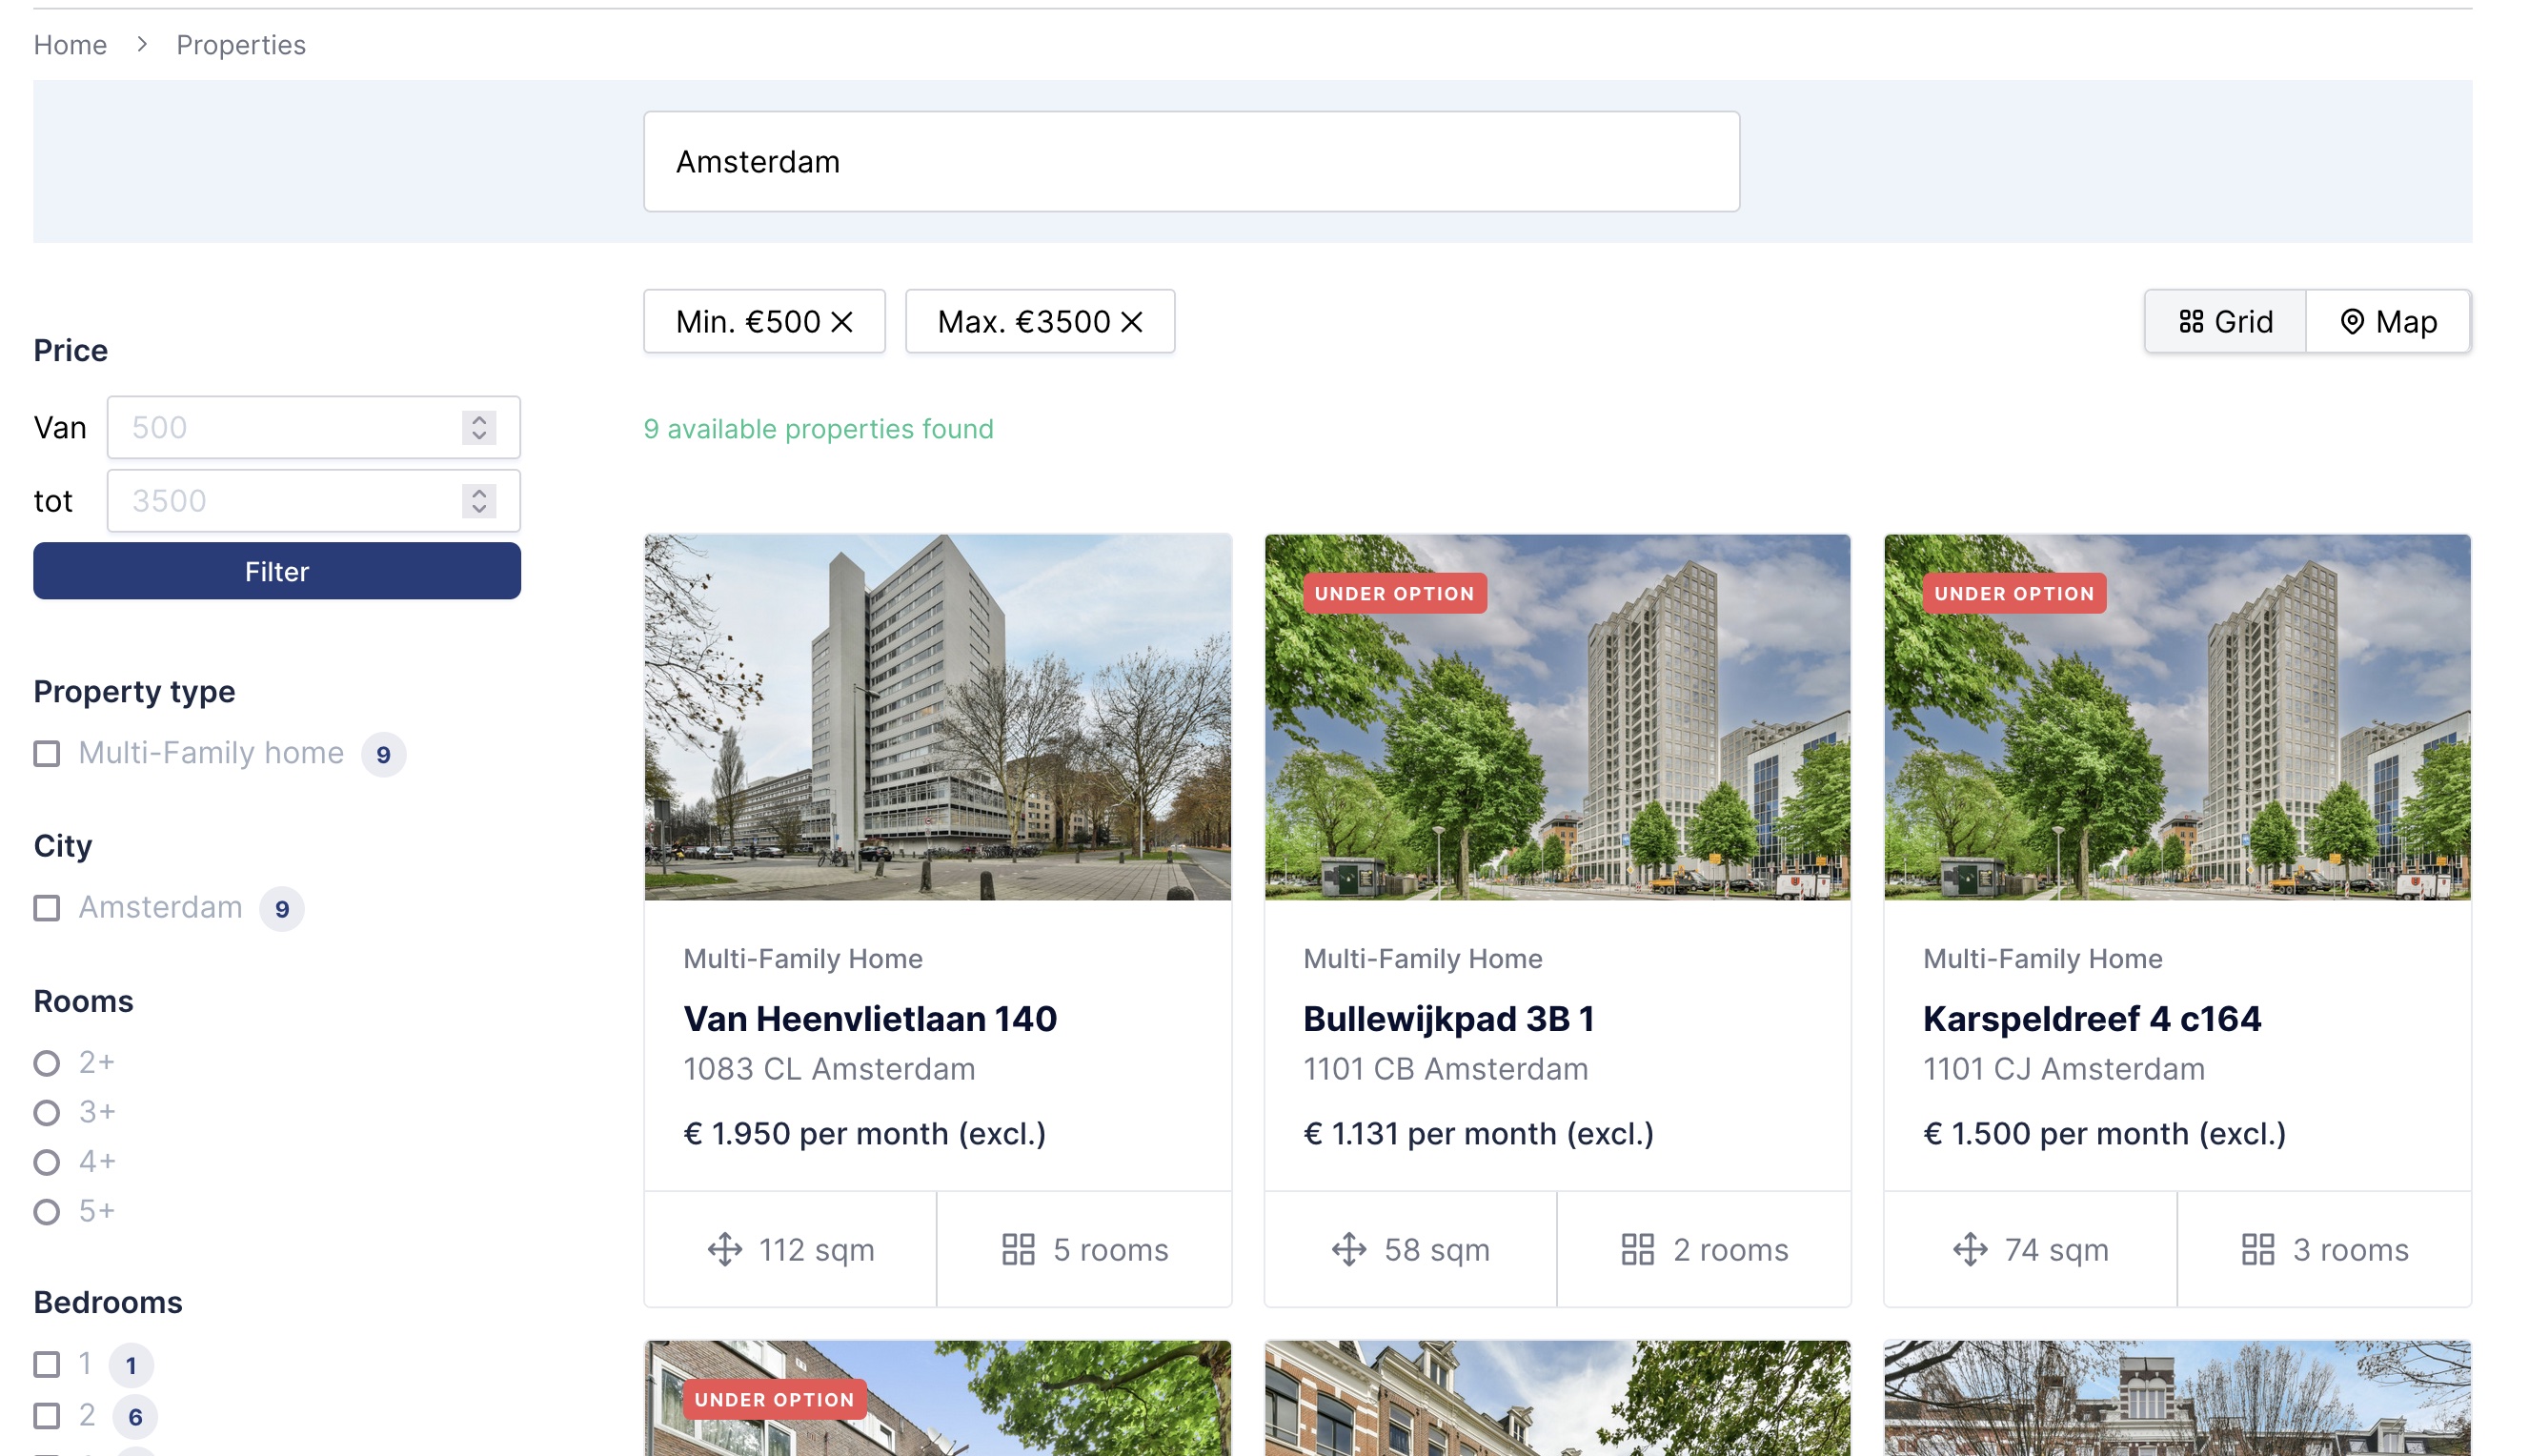 Home > Properties
Amsterdam
Min. €500
Max. €3500
Grid
Map
Price
Van 500
tot 3500
Filter
Property type
Multi-Family home 9
City
Amsterdam 9
Rooms
2+
3+
4+
5+
Bedrooms
1 1
2 6
9 available properties found
Multi-Family Home
Van Heenvlietlaan 140
1083 CL Amsterdam
€ 1.950 per month (excl.)
112 sqm
5 rooms
UNDER OPTION
Multi-Family Home
Bullewijkpad 3B 1
1101 CB Amsterdam
€ 1.131 per month (excl.)
58 sqm
2 rooms
UNDER OPTION
Multi-Family Home
Karspeldreef 4 c164
1101 CJ Amsterdam
€ 1.500 per month (excl.)
74 sqm
3 rooms
UNDER OPTION